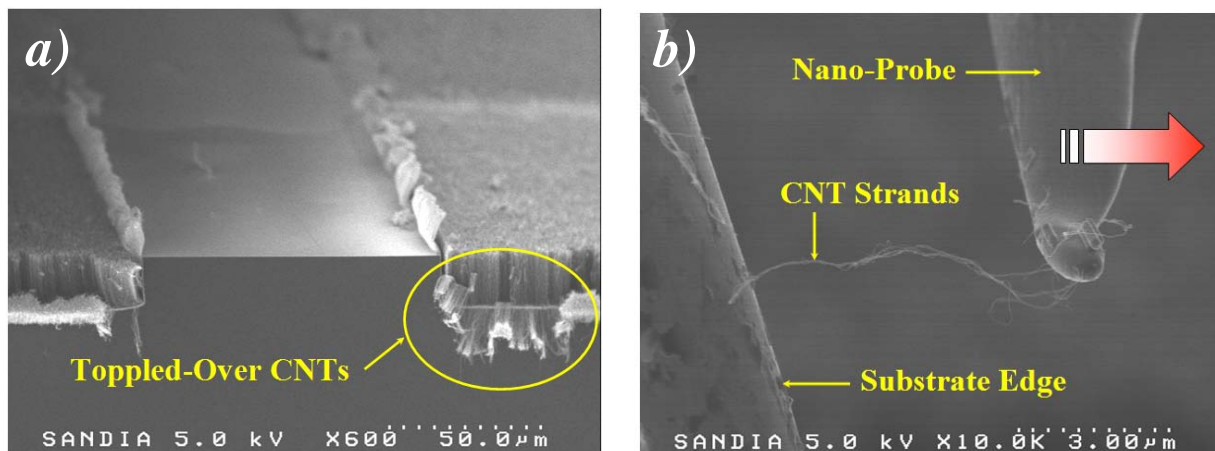 a)
Toppled-Over CNTs
SANDIA 5.0 kV X600 50.0µm
b)
Nano-Probe
CNT Strands
Substrate Edge
SANDIA 5.0 kV X10.0K 3.00µm